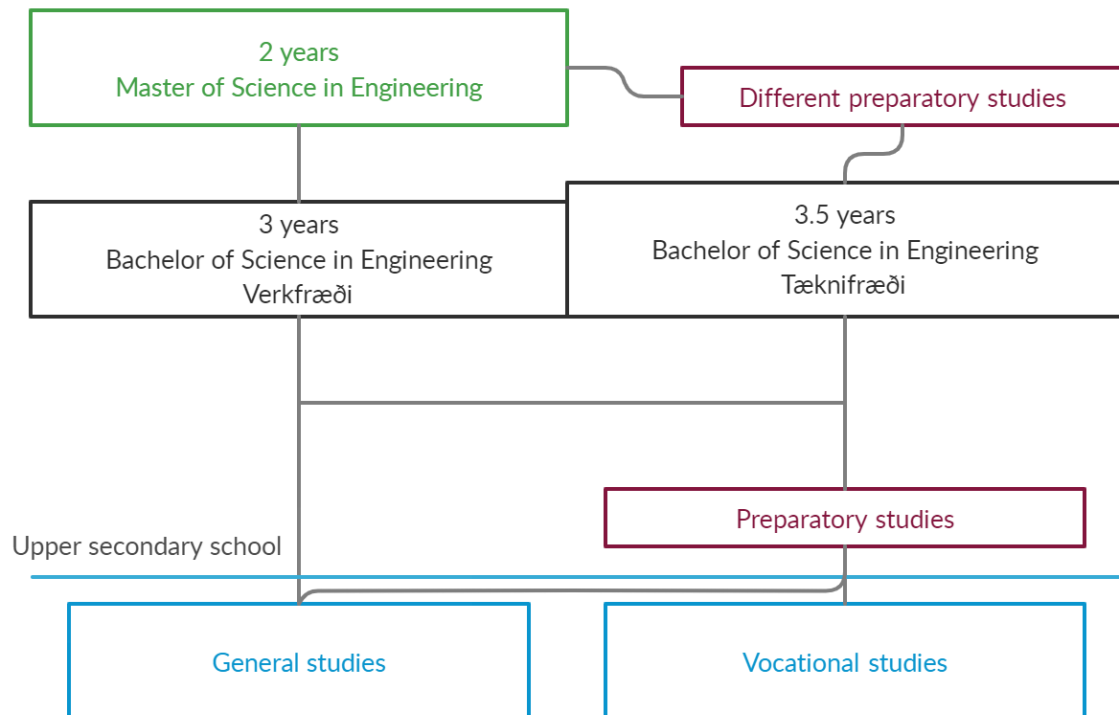 2 years
Master of Science in Engineering
Different preparatory studies
3 years
Bachelor of Science in Engineering
Verkfræði
3.5 years
Bachelor of Science in Engineering
Tæknifræði
Preparatory studies
Upper secondary school
General studies
Vocational studies